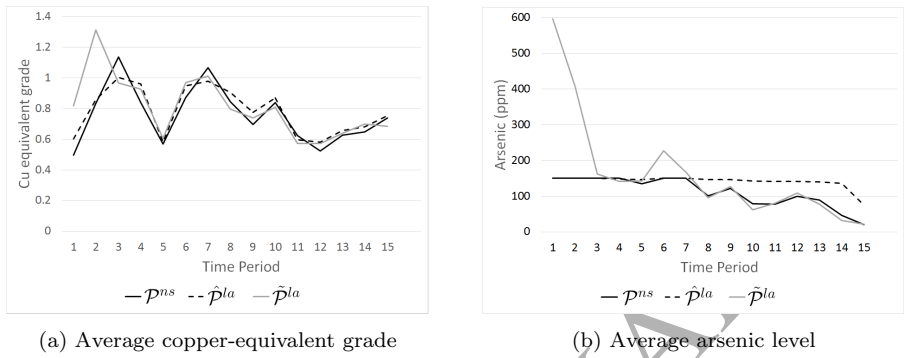 1.4
1.2
1
0.8
0.6
0.4
0.2
0
Cu equivalent grade
1 2 3 4 5 6 7 8 9 10 11 12 13 14 15
Time Period
𝒫ⁿˢ 𝒫̂ˡᵃ 𝒫̃ˡᵃ
(a) Average copper-equivalent grade
600
500
400
300
200
100
0
Arsenic (ppm)
1 2 3 4 5 6 7 8 9 10 11 12 13 14 15
Time Period
𝒫ⁿˢ 𝒫̂ˡᵃ 𝒫̃ˡᵃ
(b) Average arsenic level